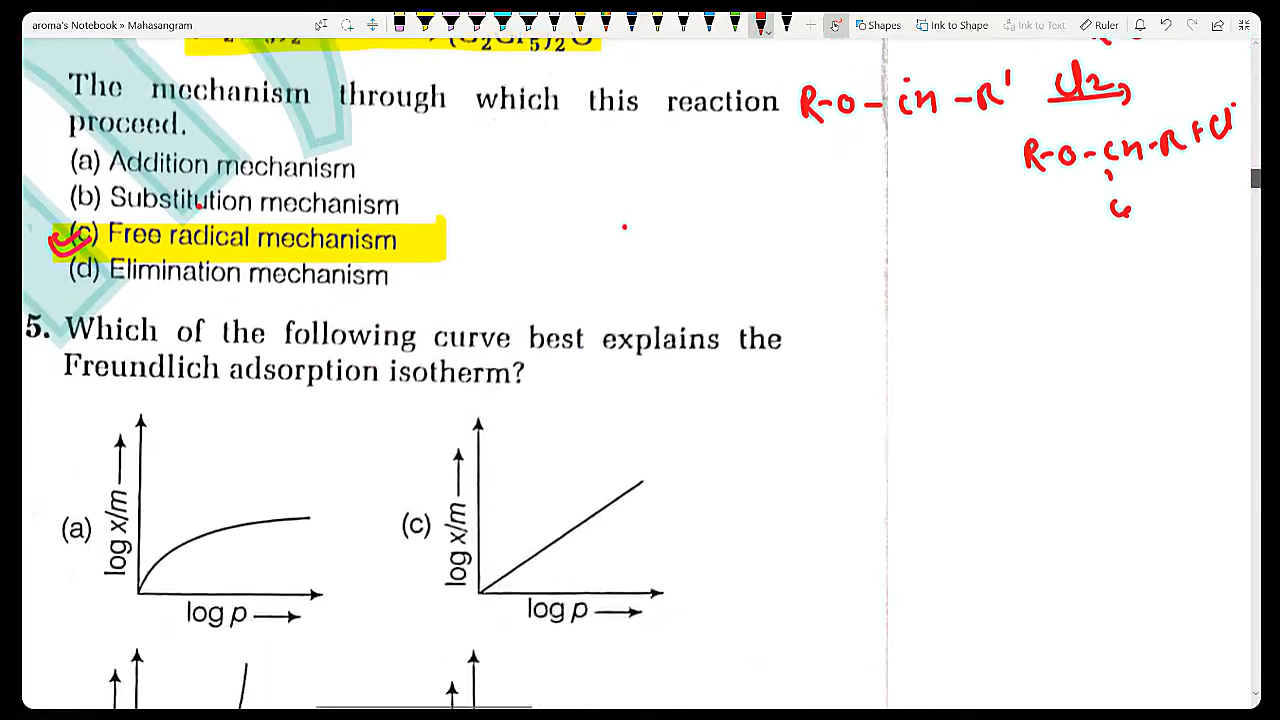 aroma's Notebook » Mahasangram
Shapes Ink to Shape Ink to Text Ruler
The mechanism through which this reaction
proceed.
(a) Addition mechanism
(b) Substitution mechanism
(c) Free radical mechanism
(d) Elimination mechanism
R-O-
-R'
Cl2
R-O-
5. Which of the following curve best explains the
Freundlich adsorption isotherm?
(a)
log x/m
log p
(c)
log x/m
log p